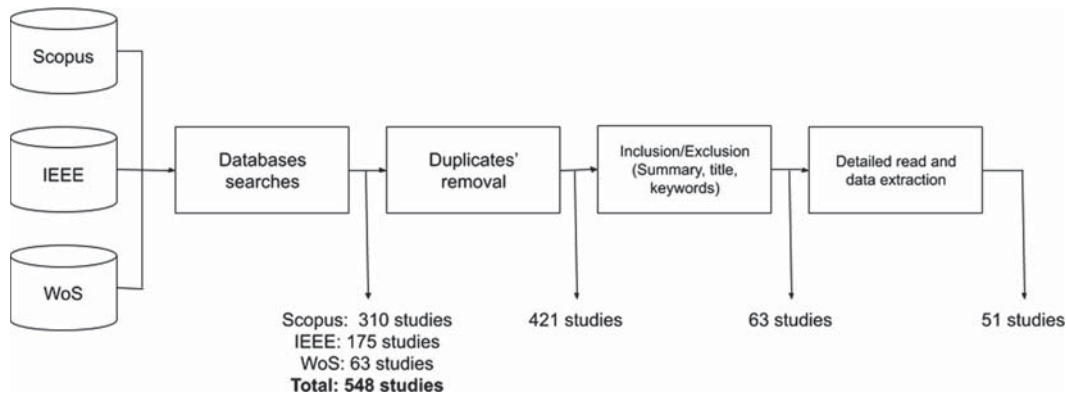 Scopus
IEEE
WoS
Databases
searches
Duplicates'
removal
Inclusion/Exclusion
(Summary, title,
keywords)
Detailed read and
data extraction
Scopus: 310 studies
IEEE: 175 studies
WoS: 63 studies
Total: 548 studies
421 studies
63 studies
51 studies